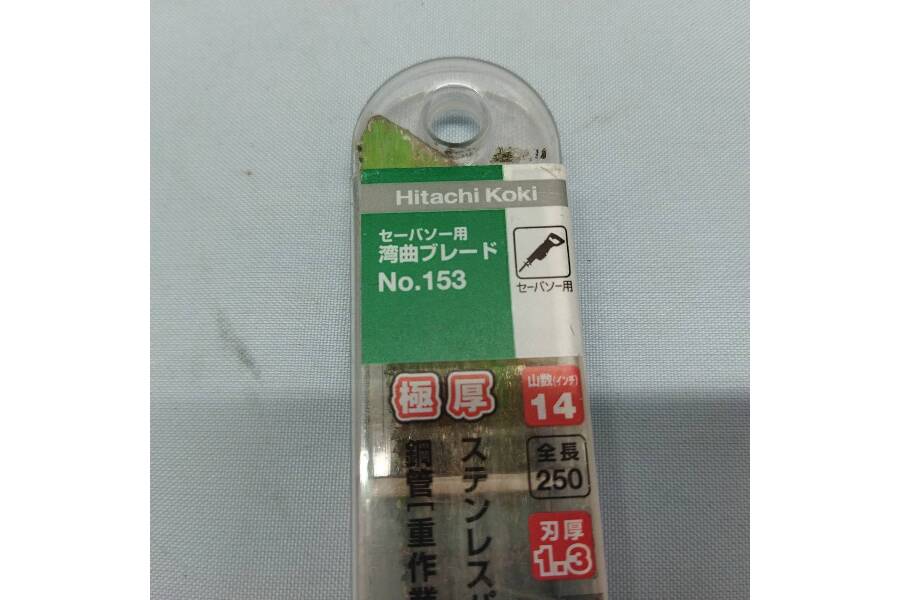 Hitachi Koki
セーバソー用
湾曲ブレード
No.153
セーバソー用
極厚
山数(インチ)
14
全長
250
刃厚
1.3
ステンレスパ
鋼管[重作業